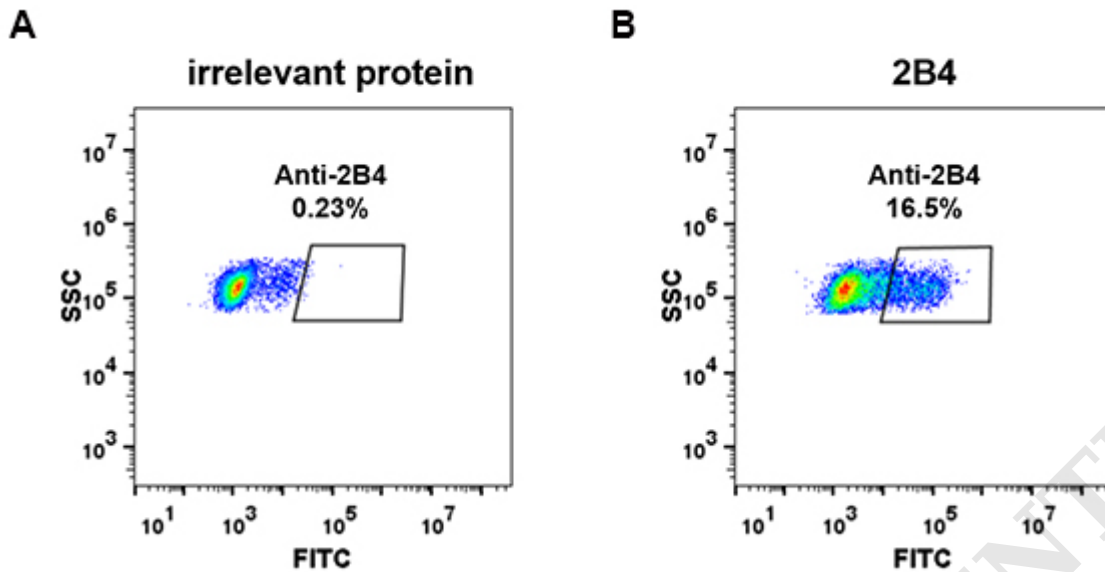 A
irrelevant protein
Anti-2B4
0.23%
10^7
10^6
10^5
10^4
10^3
SSC
10^1 10^3 10^5 10^7
FITC
B
2B4
Anti-2B4
16.5%
10^7
10^6
10^5
10^4
10^3
SSC
10^1 10^3 10^5 10^7
FITC